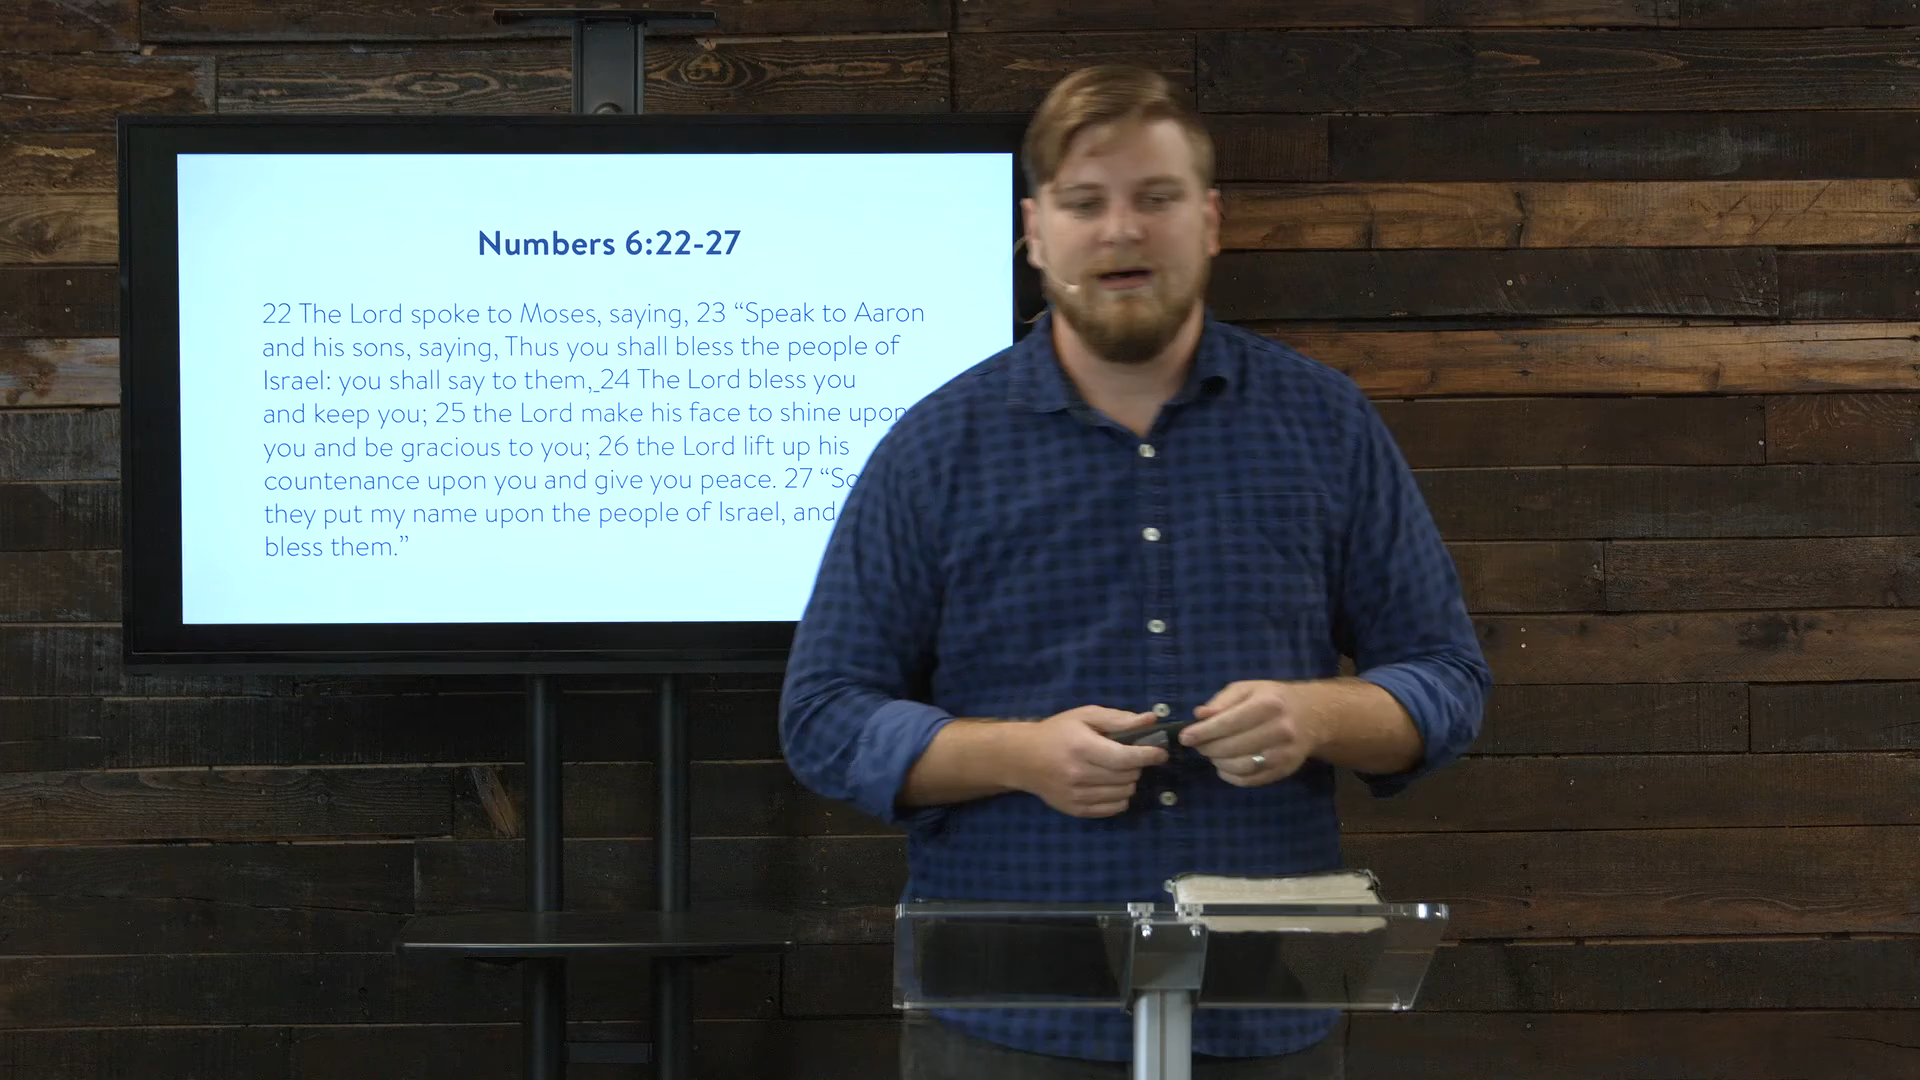 Numbers 6:22-27
22 The Lord spoke to Moses, saying, 23 “Speak to Aaron
and his sons, saying, Thus you shall bless the people of
Israel: you shall say to them,_24 The Lord bless you
and keep you; 25 the Lord make his face to shine upon
you and be gracious to you; 26 the Lord lift up his
countenance upon you and give you peace. 27 “So
they put my name upon the people of Israel, and
bless them.”